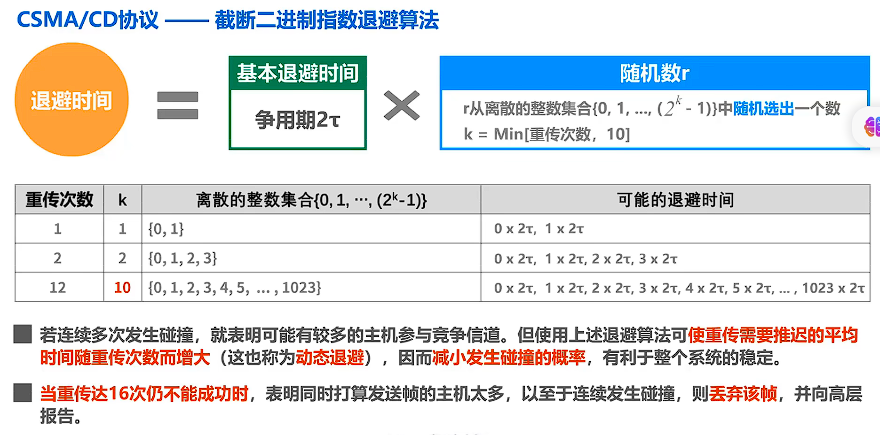 CSMA/CD协议 —— 截断二进制指数退避算法
退避时间
=
基本退避时间
争用期2τ
×
随机数r
r从离散的整数集合{0, 1, ..., (2^k - 1)}中随机选出一个数
k = Min[重传次数，10]
重传次数 k 离散的整数集合{0, 1, …, (2^k-1)} 可能的退避时间
1 1 {0, 1} 0 x 2τ, 1 x 2τ
2 2 {0, 1, 2, 3} 0 x 2τ, 1 x 2τ, 2 x 2τ, 3 x 2τ
12 10 {0, 1, 2, 3, 4, 5, ... , 1023} 0 x 2τ, 1 x 2τ, 2 x 2τ, 3 x 2τ, 4 x 2τ, 5 x 2τ, ... , 1023 x 2τ
若连续多次发生碰撞，就表明可能有较多的主机参与竞争信道。但使用上述退避算法可使重传需要推迟的平均
时间随重传次数而增大（这也称为动态退避），因而减小发生碰撞的概率，有利于整个系统的稳定。
当重传达16次仍不能成功时，表明同时打算发送帧的主机太多，以至于连续发生碰撞，则丢弃该帧，并向高层
报告。